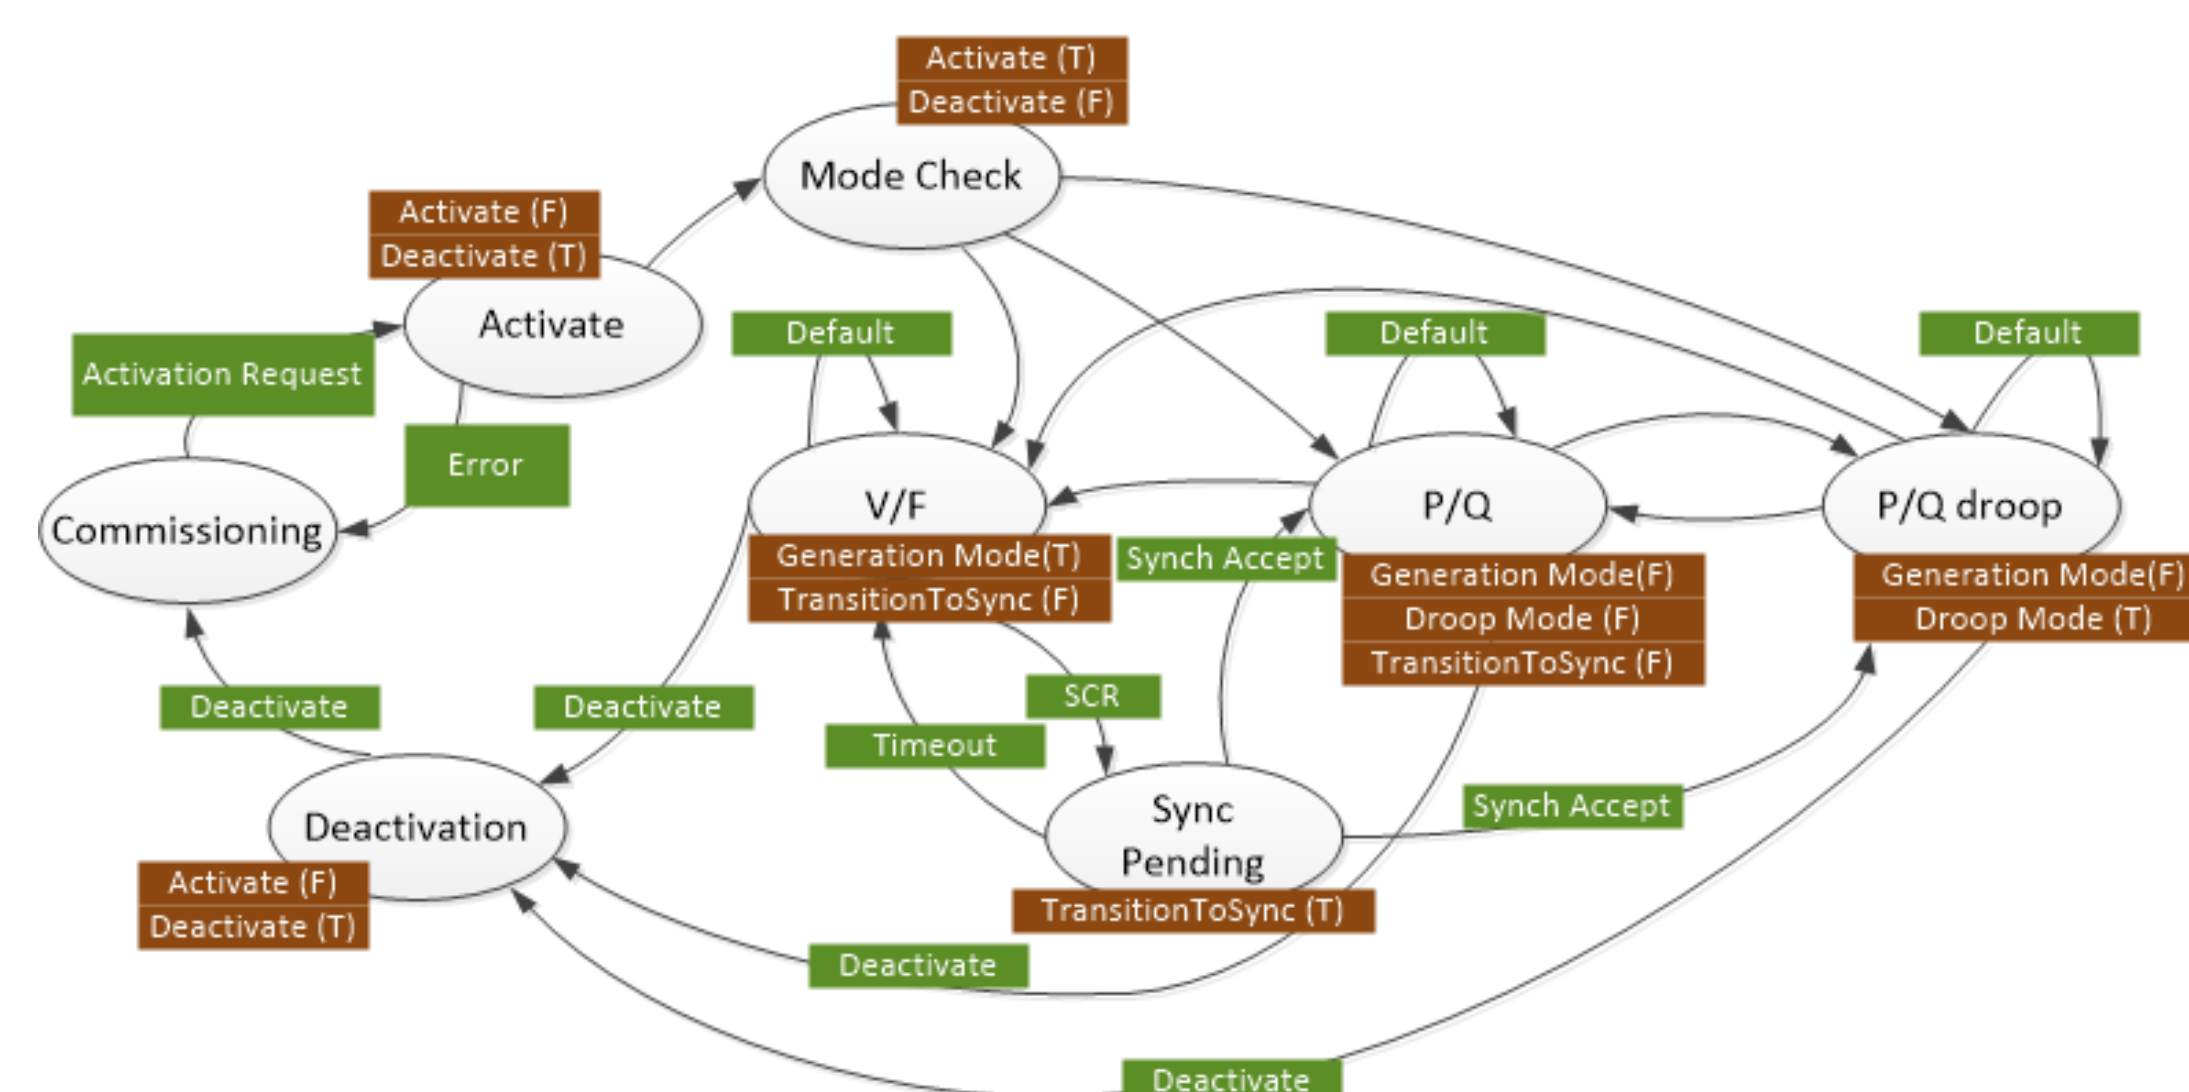 Activate (T)
Deactivate (F)
Mode Check
Activate (F)
Deactivate (T)
Activate
Default
Default
Default
Activation Request
Error
Commissioning
V/F
P/Q
P/Q droop
Generation Mode(T)
TransitionToSync (F)
Synch Accept
Generation Mode(F)
Droop Mode (F)
TransitionToSync (F)
Generation Mode(F)
Droop Mode (T)
Deactivate
Deactivate
SCR
Timeout
Sync
Pending
Synch Accept
Deactivation
Activate (F)
Deactivate (T)
TransitionToSync (T)
Deactivate
Deactivate